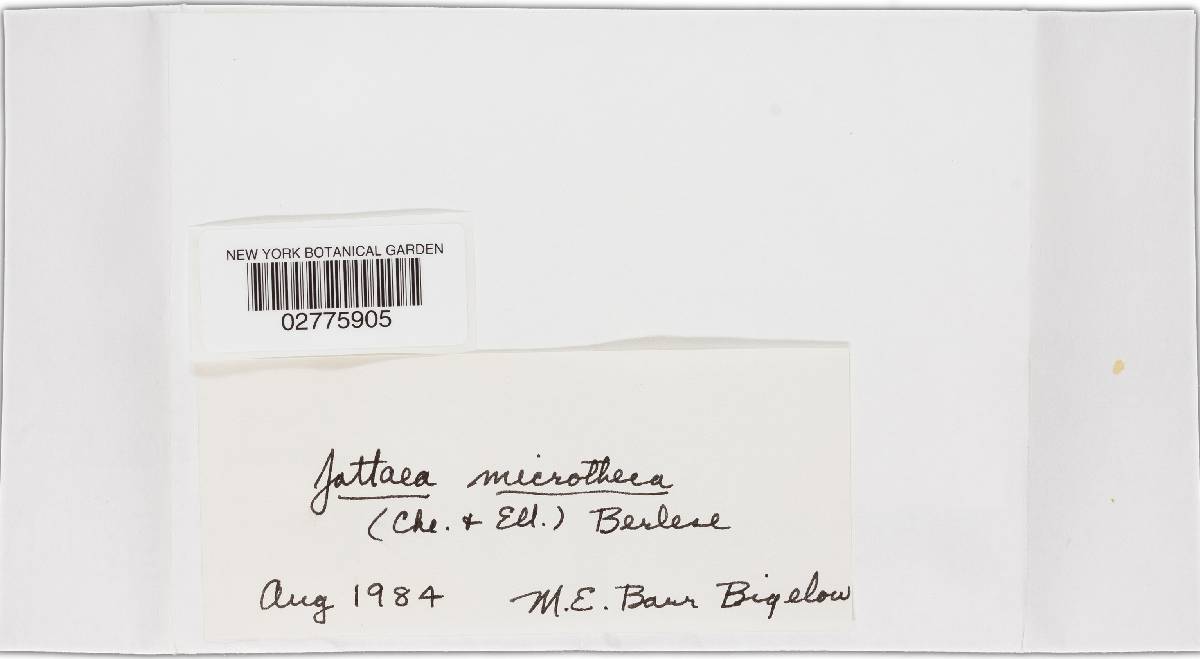 NEW YORK BOTANICAL GARDEN
02775905
Jattaea microtheca
(Cke. + Ell.) Berlese
Aug 1984 M.E. Barr Bigelow